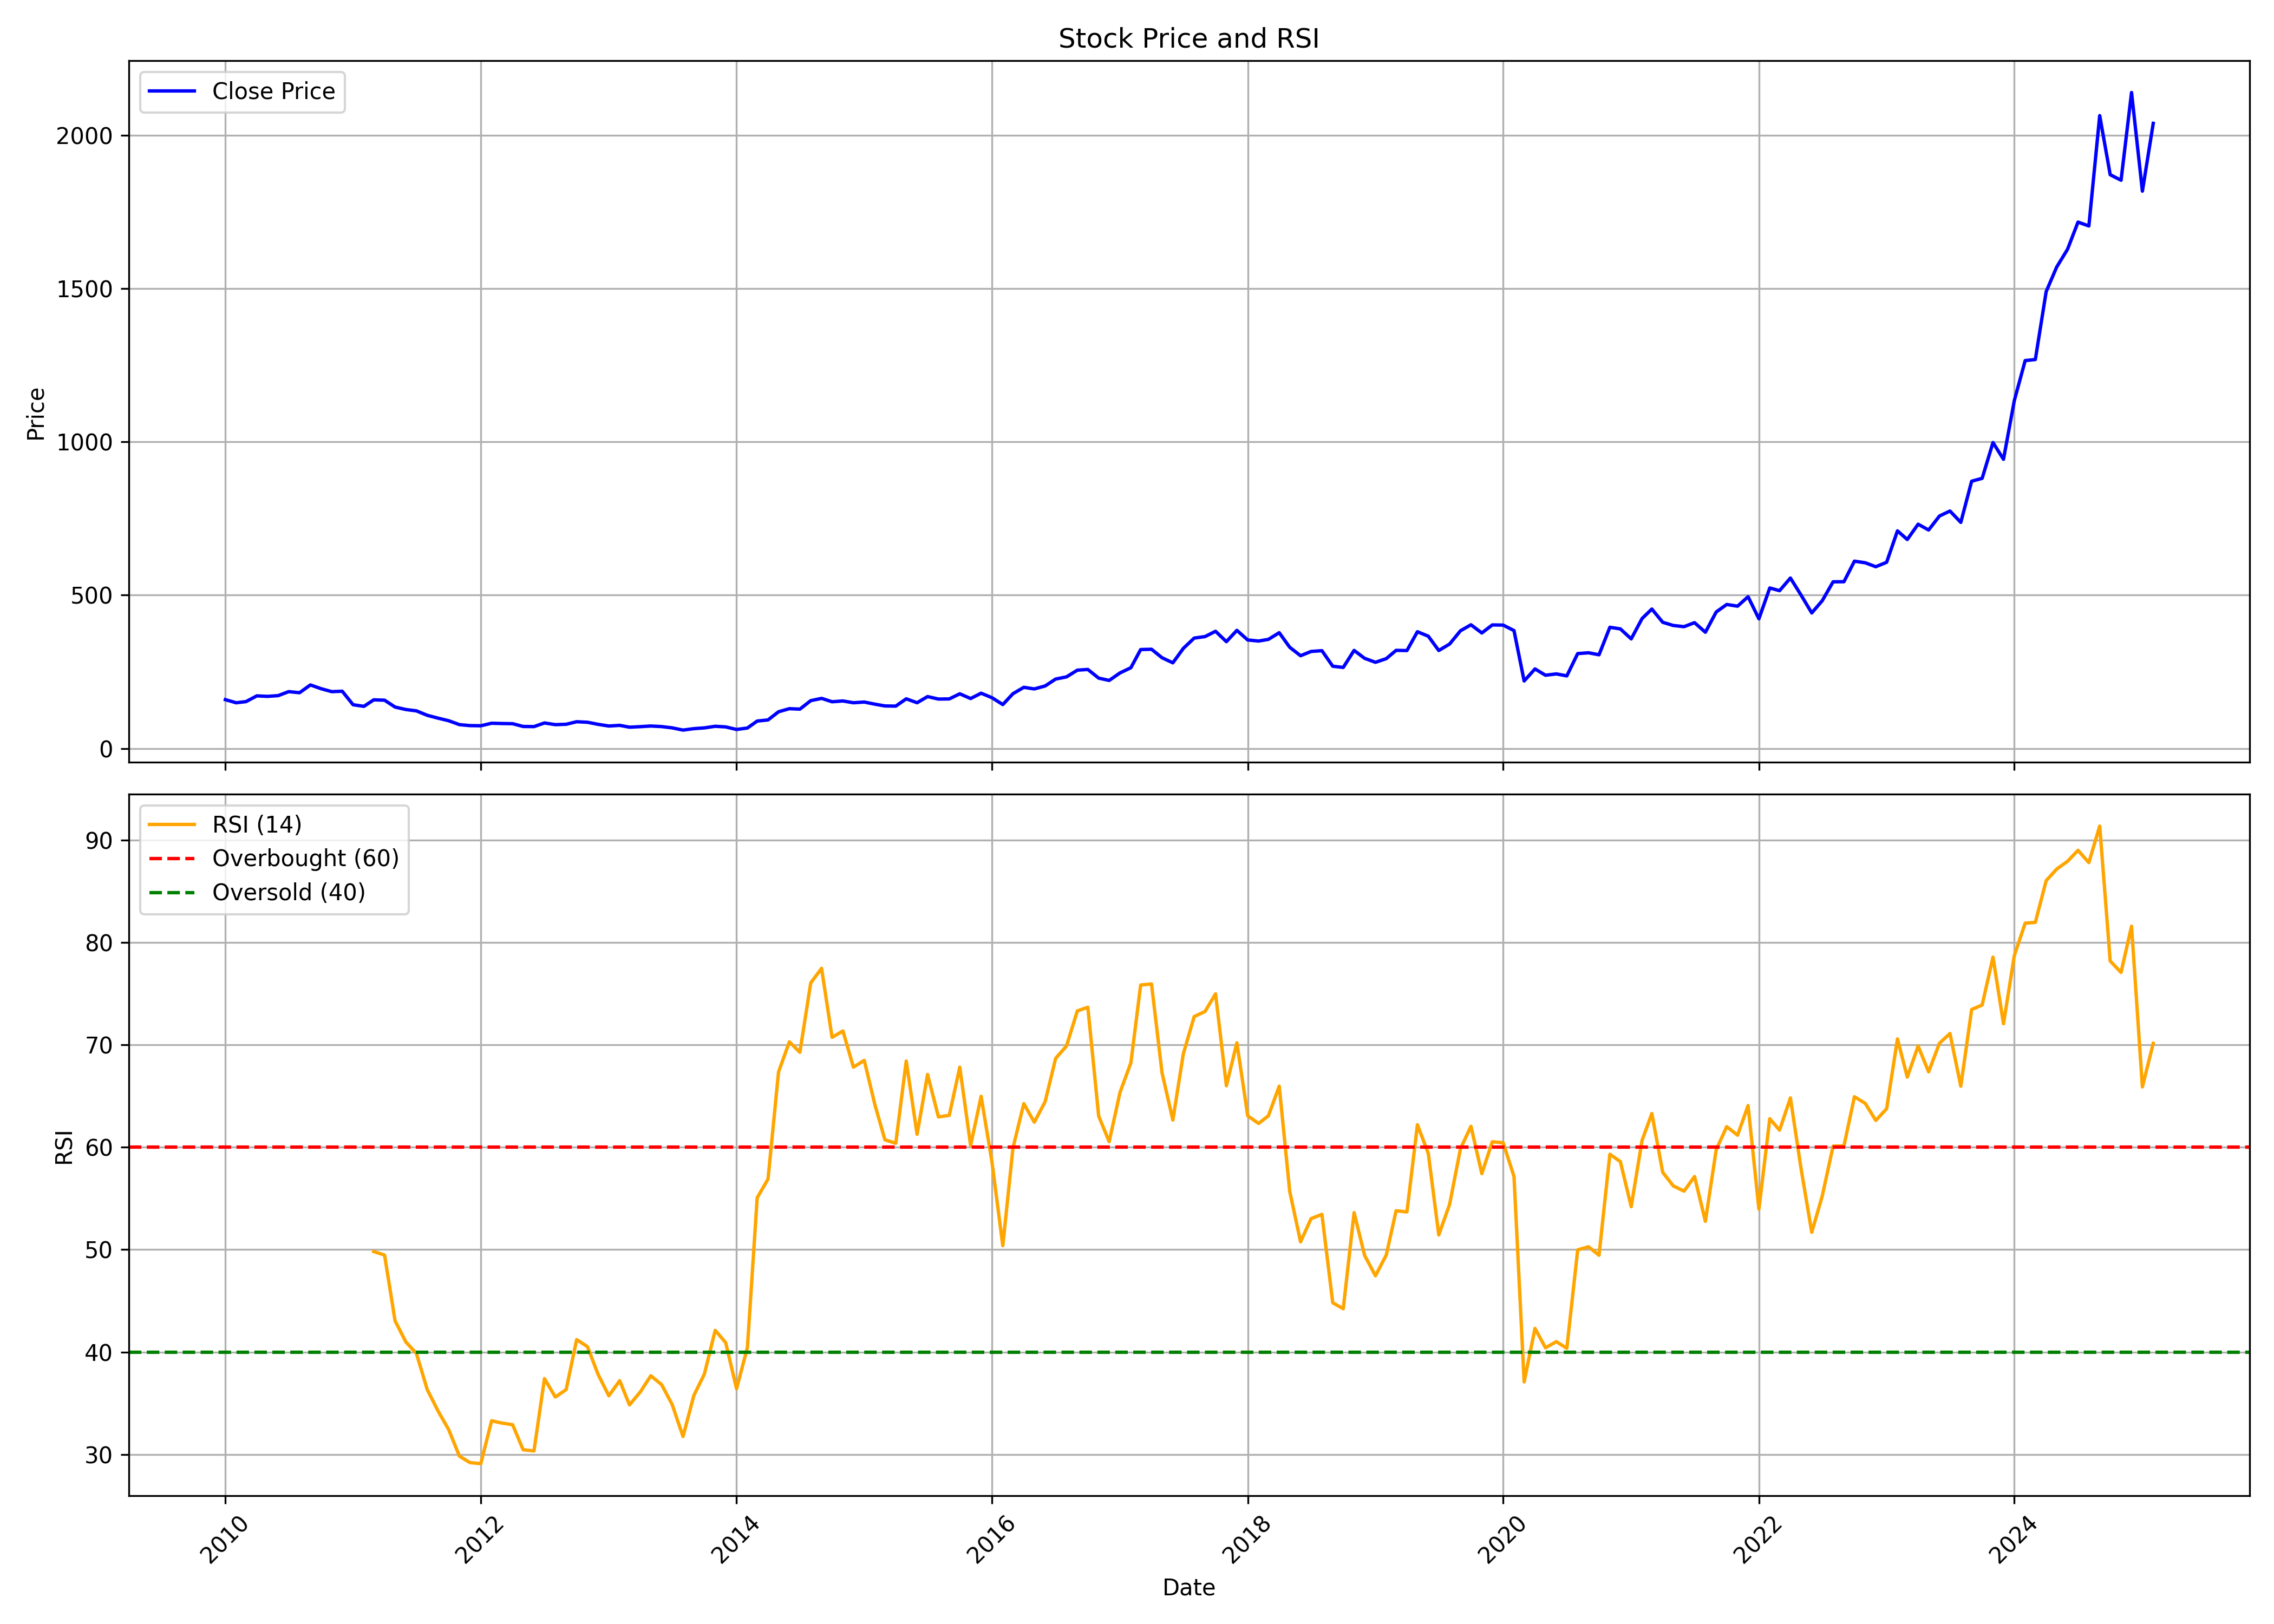 Stock Price and RSI
Close Price
Price
2000
1500
1000
500
0
RSI (14)
Overbought (60)
Oversold (40)
RSI
90
80
70
60
50
40
30
2010
2012
2014
2016
2018
2020
2022
2024
Date